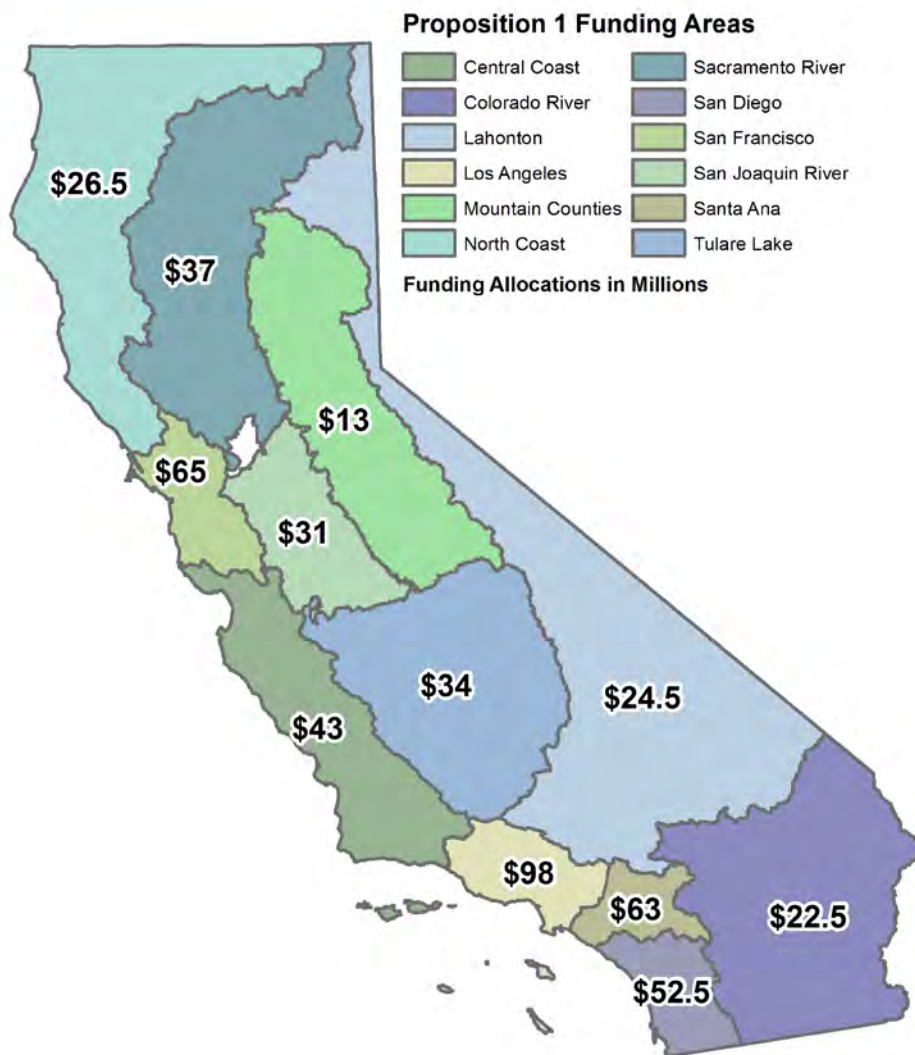 Proposition 1 Funding Areas
Central Coast
Colorado River
Lahonton
Los Angeles
Mountain Counties
North Coast
Sacramento River
San Diego
San Francisco
San Joaquin River
Santa Ana
Tulare Lake
Funding Allocations in Millions
$26.5
$37
$13
$65
$31
$34
$24.5
$43
$98
$63
$22.5
$52.5